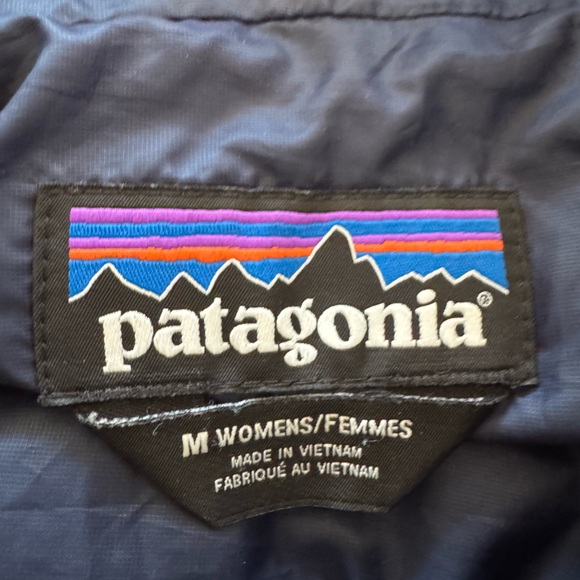 patagonia®
M WOMENS/FEMMES
MADE IN VIETNAM
FABRIQUÉ AU VIETNAM